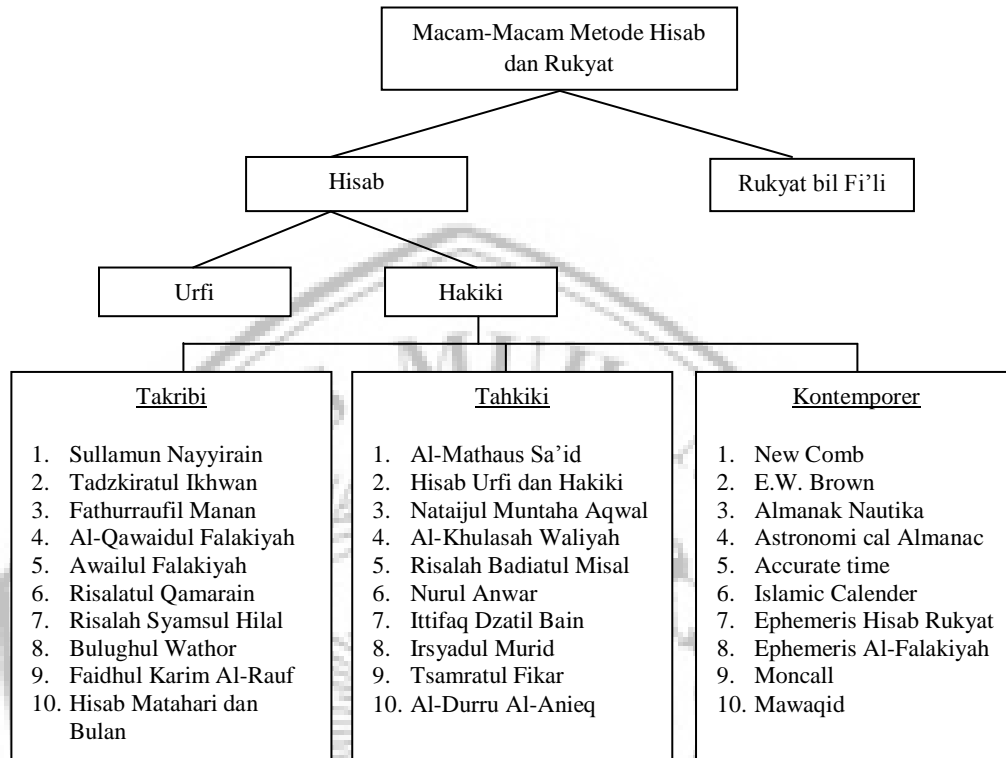 Macam-Macam Metode Hisab
dan Rukyat
Hisab
Rukyat bil Fi’li
Urfi
Hakiki
Takribi
1. Sullamun Nayyirain
2. Tadzkiratul Ikhwan
3. Fathurraufil Manan
4. Al-Qawaidul Falakiyah
5. Awailul Falakiyah
6. Risalatul Qamarain
7. Risalah Syamsul Hilal
8. Bulughul Wathor
9. Faidhul Karim Al-Rauf
10. Hisab Matahari dan
Bulan
Tahkiki
1. Al-Mathaus Sa’id
2. Hisab Urfi dan Hakiki
3. Nataijul Muntaha Aqwal
4. Al-Khulasah Waliyah
5. Risalah Badiatul Misal
6. Nurul Anwar
7. Ittifaq Dzatil Bain
8. Irsyadul Murid
9. Tsamratul Fikar
10. Al-Durru Al-Anieq
Kontemporer
1. New Comb
2. E.W. Brown
3. Almanak Nautika
4. Astronomi cal Almanac
5. Accurate time
6. Islamic Calender
7. Ephemeris Hisab Rukyat
8. Ephemeris Al-Falakiyah
9. Moncall
10. Mawaqid